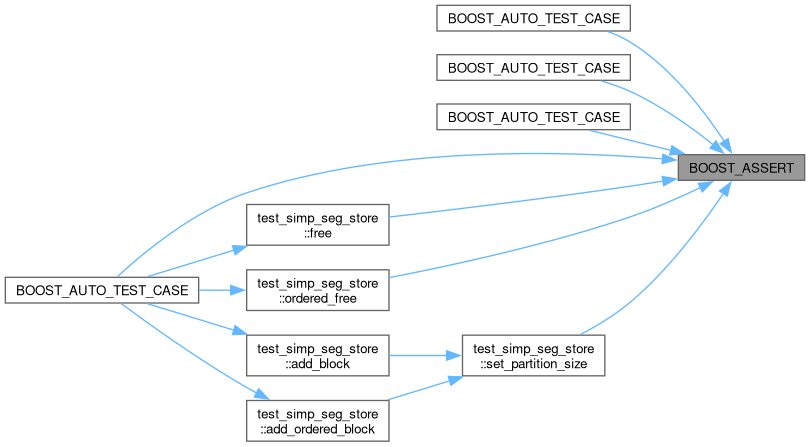 BOOST_AUTO_TEST_CASE
BOOST_AUTO_TEST_CASE
BOOST_AUTO_TEST_CASE
BOOST_ASSERT
test_simp_seg_store
::free
test_simp_seg_store
::ordered_free
BOOST_AUTO_TEST_CASE
test_simp_seg_store
::add_block
test_simp_seg_store
::set_partition_size
test_simp_seg_store
::add_ordered_block